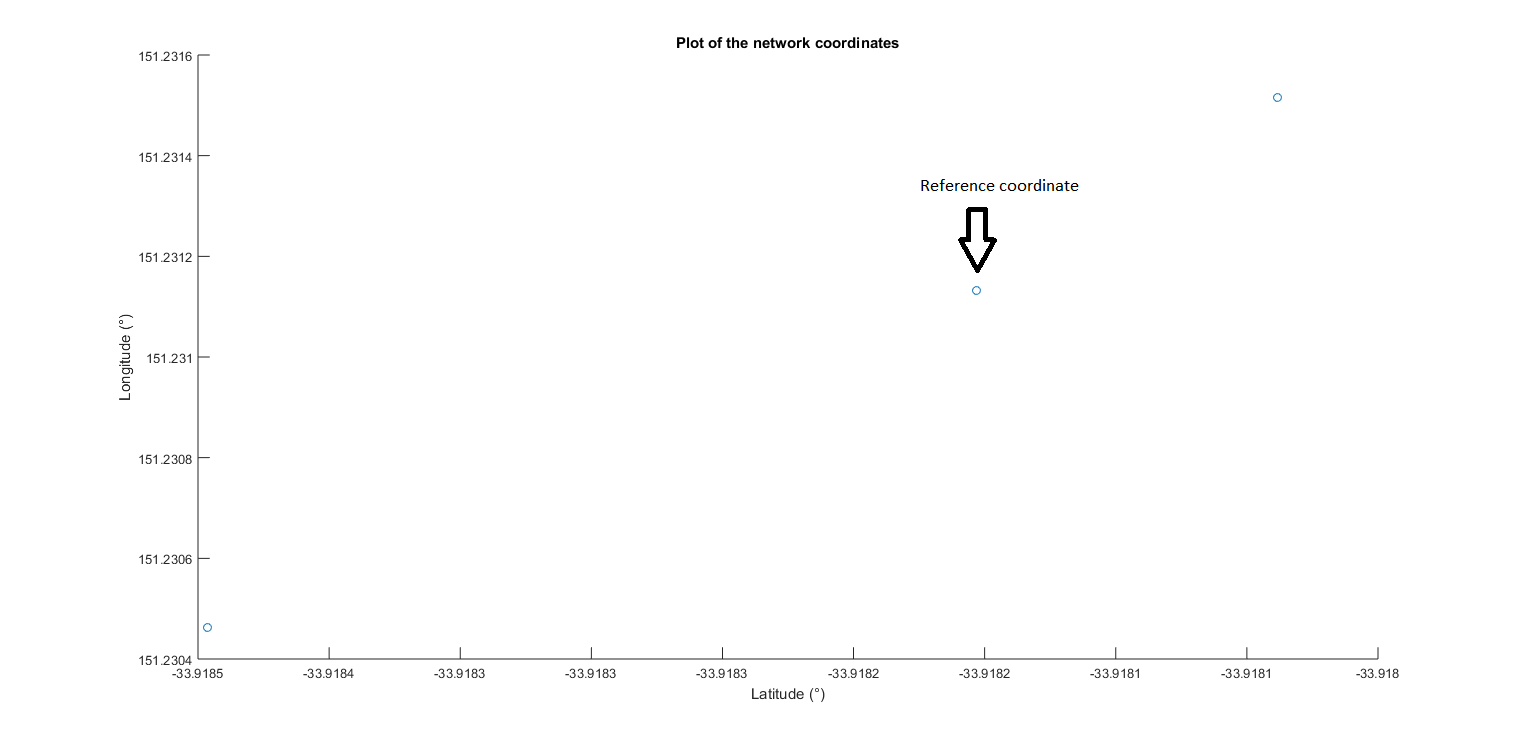 Plot of the network coordinates
151.2316
151.2314
Reference coordinate
151.2312
151.231
Longitude (°)
151.2308
151.2306
151.2304
-33.9185 -33.9184 -33.9183 -33.9183 -33.9183 -33.9182 -33.9182 -33.9181 -33.9181 -33.918
Latitude (°)